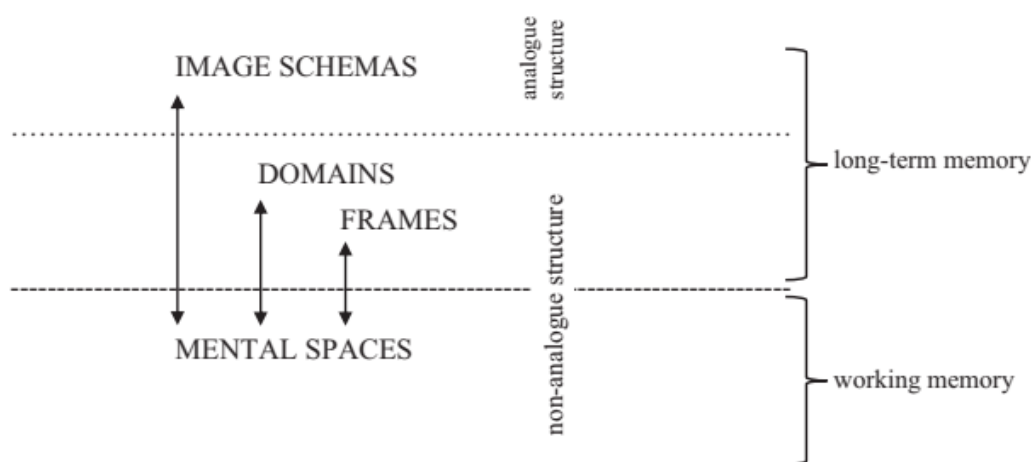 analogue
structure
IMAGE SCHEMAS
long-term memory
DOMAINS
FRAMES
non-analogue structure
MENTAL SPACES
working memory